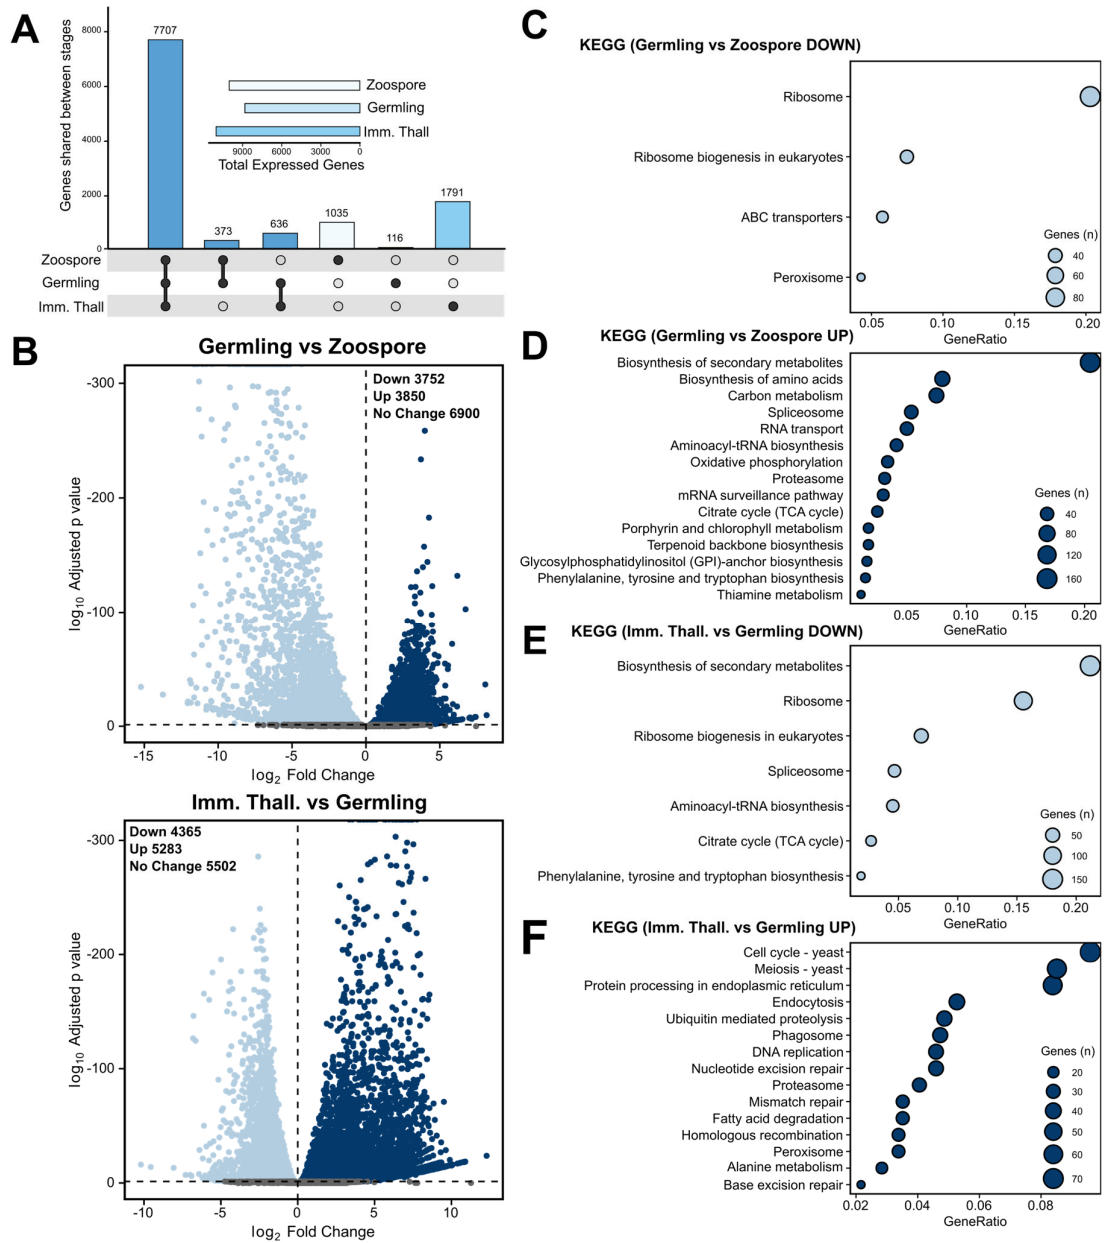 A
Genes shared between stages
8000
6000
4000
2000
0
7707
373
636
1035
116
1791
Zoospore
Germling
Imm. Thall
9000 6000 3000 0
Total Expressed Genes
Zoospore
Germling
Imm. Thall
B
Germling vs Zoospore
Down 3752
Up 3850
No Change 6900
log10 Adjusted p value
-300
-200
-100
0
-15 -10 -5 0 5
log2 Fold Change
Imm. Thall. vs Germling
Down 4365
Up 5283
No Change 5502
log10 Adjusted p value
-300
-200
-100
0
-10 -5 0 5 10
log2 Fold Change
C
KEGG (Germling vs Zoospore DOWN)
Ribosome
Ribosome biogenesis in eukaryotes
ABC transporters
Peroxisome
Genes (n)
40
60
80
0.05 0.10 0.15 0.20
GeneRatio
D
KEGG (Germling vs Zoospore UP)
Biosynthesis of secondary metabolites
Biosynthesis of amino acids
Carbon metabolism
Spliceosome
RNA transport
Aminoacyl-tRNA biosynthesis
Oxidative phosphorylation
Proteasome
mRNA surveillance pathway
Citrate cycle (TCA cycle)
Porphyrin and chlorophyll metabolism
Terpenoid backbone biosynthesis
Glycosylphosphatidylinositol (GPI)-anchor biosynthesis
Phenylalanine, tyrosine and tryptophan biosynthesis
Thiamine metabolism
Genes (n)
40
80
120
160
0.05 0.10 0.15 0.20
GeneRatio
E
KEGG (Imm. Thall. vs Germling DOWN)
Biosynthesis of secondary metabolites
Ribosome
Ribosome biogenesis in eukaryotes
Spliceosome
Aminoacyl-tRNA biosynthesis
Citrate cycle (TCA cycle)
Phenylalanine, tyrosine and tryptophan biosynthesis
Genes (n)
50
100
150
0.05 0.10 0.15 0.20
GeneRatio
F
KEGG (Imm. Thall. vs Germling UP)
Cell cycle - yeast
Meiosis - yeast
Protein processing in endoplasmic reticulum
Endocytosis
Ubiquitin mediated proteolysis
Phagosome
DNA replication
Nucleotide excision repair
Proteasome
Mismatch repair
Fatty acid degradation
Homologous recombination
Peroxisome
Alanine metabolism
Base excision repair
Genes (n)
20
30
40
50
60
70
0.02 0.04 0.06 0.08
GeneRatio